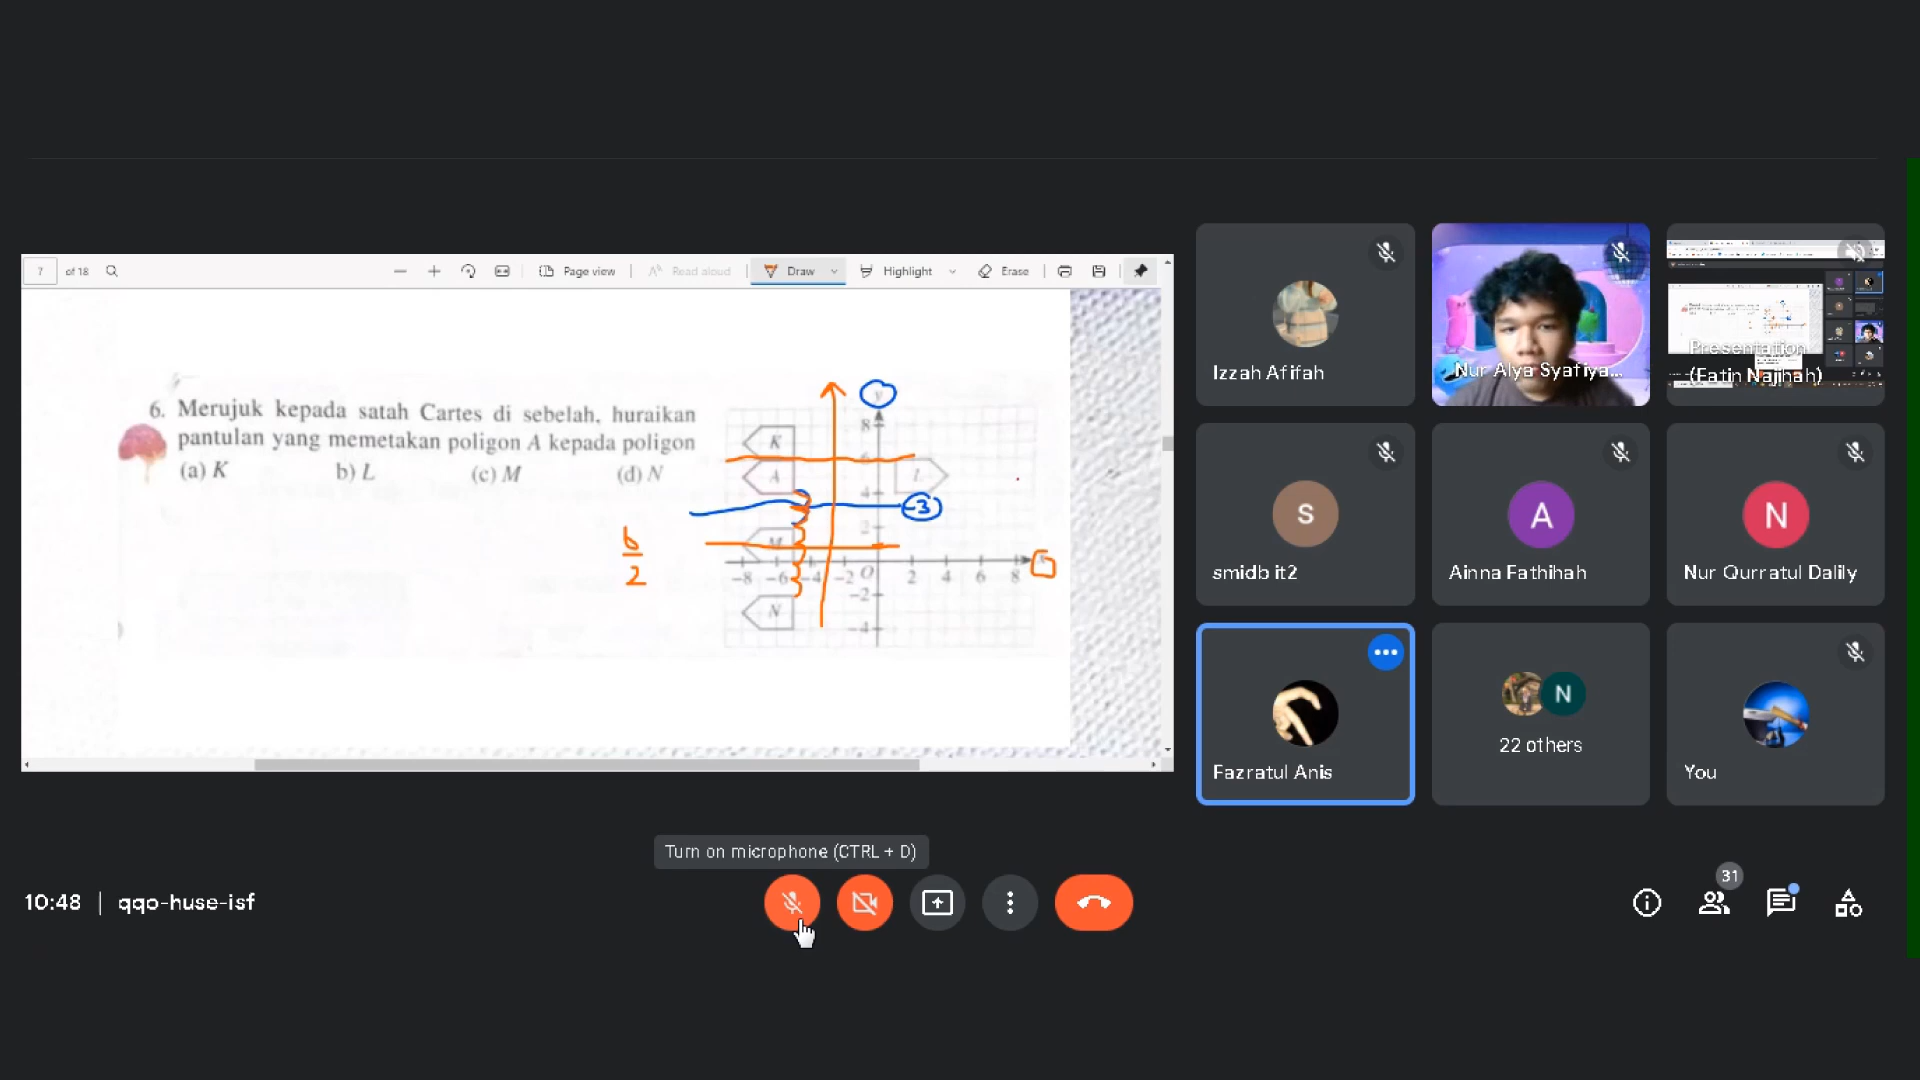 7 of 18
Page view
Read aloud
Draw
Highlight
Erase
6. Merujuk kepada satah Cartes di sebelah, huraikan
pantulan yang memetakan poligon A kepada poligon
(a) K b) L (c) M (d) N
y
8
K
6
A
L
4
3
2
M
b
2
-8 -6 -4 -2 O 2 4 6 8
-2
N
-4
Izzah Afifah
Nur Alya Syafiya...
Presentation
(Fatin Najihah)
S
smidb it2
A
Ainna Fathihah
N
Nur Qurratul Dalily
Fazratul Anis
N
22 others
You
Turn on microphone (CTRL + D)
10:48 | qqo-huse-isf
31